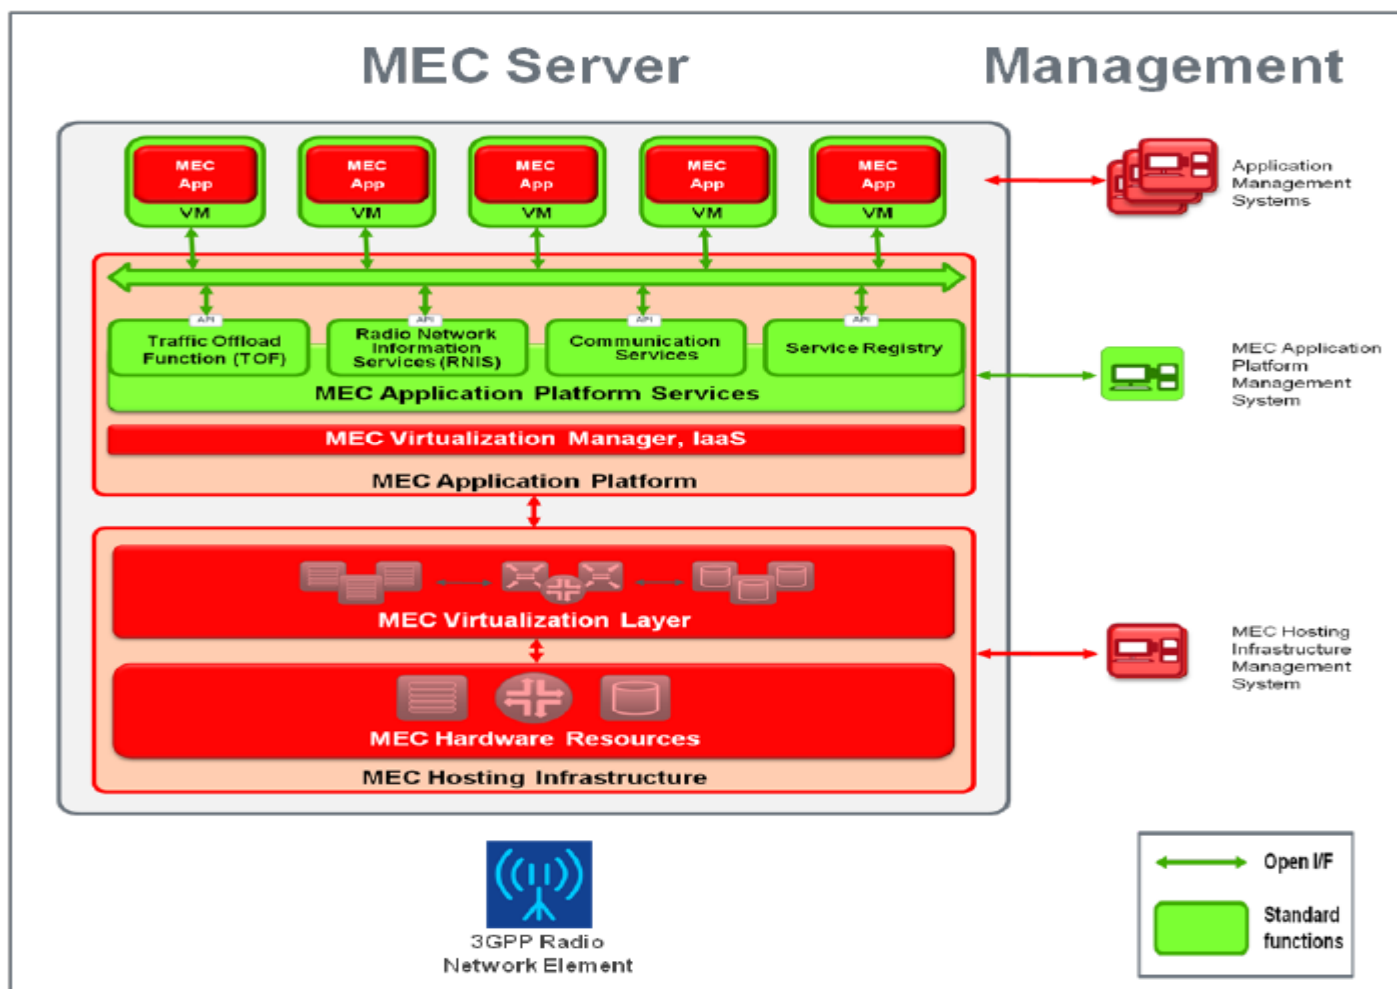 MEC Server
Management
MEC
App
VM
MEC
App
VM
MEC
App
VM
MEC
App
VM
MEC
App
VM
Application
Management
Systems
API
API
API
API
Traffic Offload
Function (TOF)
Radio Network
Information
Services (RNIS)
Communication
Services
Service Registry
MEC Application Platform Services
MEC Application
Platform
Management
System
MEC Virtualization Manager, IaaS
MEC Application Platform
MEC Virtualization Layer
MEC Hosting
Infrastructure
Management
System
MEC Hardware Resources
MEC Hosting Infrastructure
3GPP Radio
Network Element
Open I/F
Standard
functions